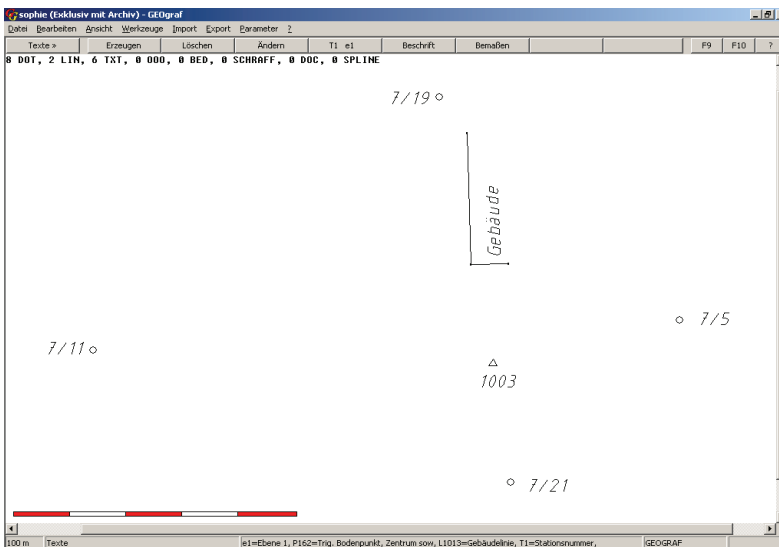 sophie (Exklusiv mit Archiv) - GEOgraf
Datei Bearbeiten Ansicht Werkzeuge Import Export Parameter ?
Texte » Erzeugen Löschen Ändern T1 e1 Beschrift Bemaßen F9 F10 ?
8 DOT, 2 LIN, 6 TXT, 0 OOO, 0 BED, 0 SCHRAFF, 0 DOC, 0 SPLINE
7/19
Gebäude
7/5
7/11
1003
7/21
100 m Texte e1=Ebene 1, P162=Trig. Bodenpunkt, Zentrum sow, L1013=Gebäudelinie, T1=Stationsnummer, GEOGRAF